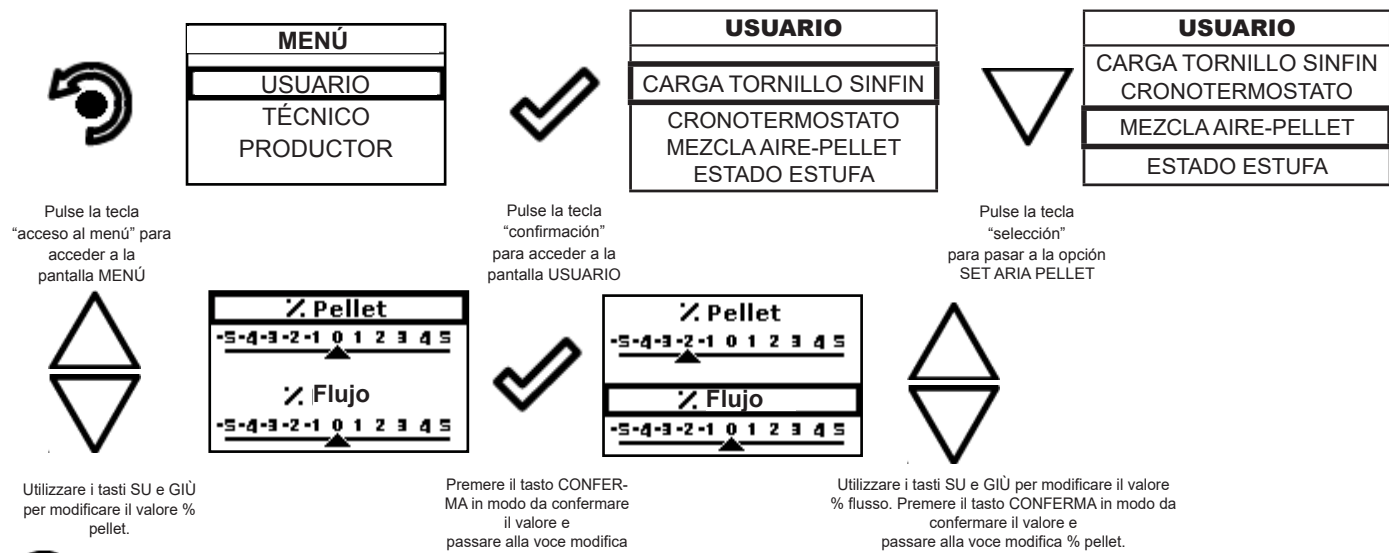 MENÚ
USUARIO
TÉCNICO
PRODUCTOR
Pulse la tecla
“acceso al menú” para
acceder a la
pantalla MENÚ
USUARIO
CARGA TORNILLO SINFIN
CRONOTERMOSTATO
MEZCLA AIRE-PELLET
ESTADO ESTUFA
Pulse la tecla
“confirmación”
para acceder a la
pantalla USUARIO
USUARIO
CARGA TORNILLO SINFIN
CRONOTERMOSTATO
MEZCLA AIRE-PELLET
ESTADO ESTUFA
Pulse la tecla
“selección”
para pasar a la opción
SET ARIA PELLET
% Pellet
-5-4-3-2-1 0 1 2 3 4 5
% Flujo
-5-4-3-2-1 0 1 2 3 4 5
Utilizzare i tasti SU e GIÙ
per modificare il valore %
pellet.
% Pellet
-5-4-3-2-1 0 1 2 3 4 5
% Flujo
-5-4-3-2-1 0 1 2 3 4 5
Premere il tasto CONFER-
MA in modo da confermare
il valore e
passare alla voce modifica
Utilizzare i tasti SU e GIÙ per modificare il valore
% flusso. Premere il tasto CONFERMA in modo da
confermare il valore e
passare alla voce modifica % pellet.